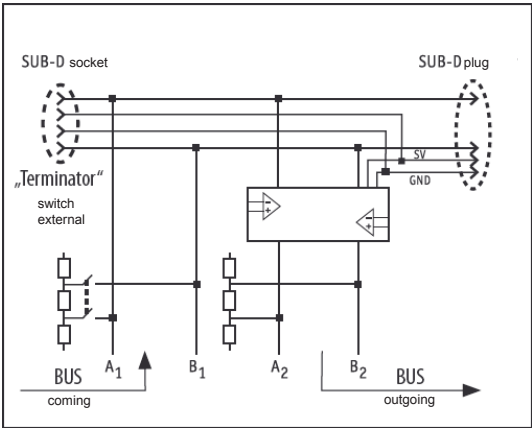 SUB-D socket
SUB-D plug
5V
GND
„Terminator“
switch
external
- +
- +
A1
B1
A2
B2
BUS
coming
BUS
outgoing